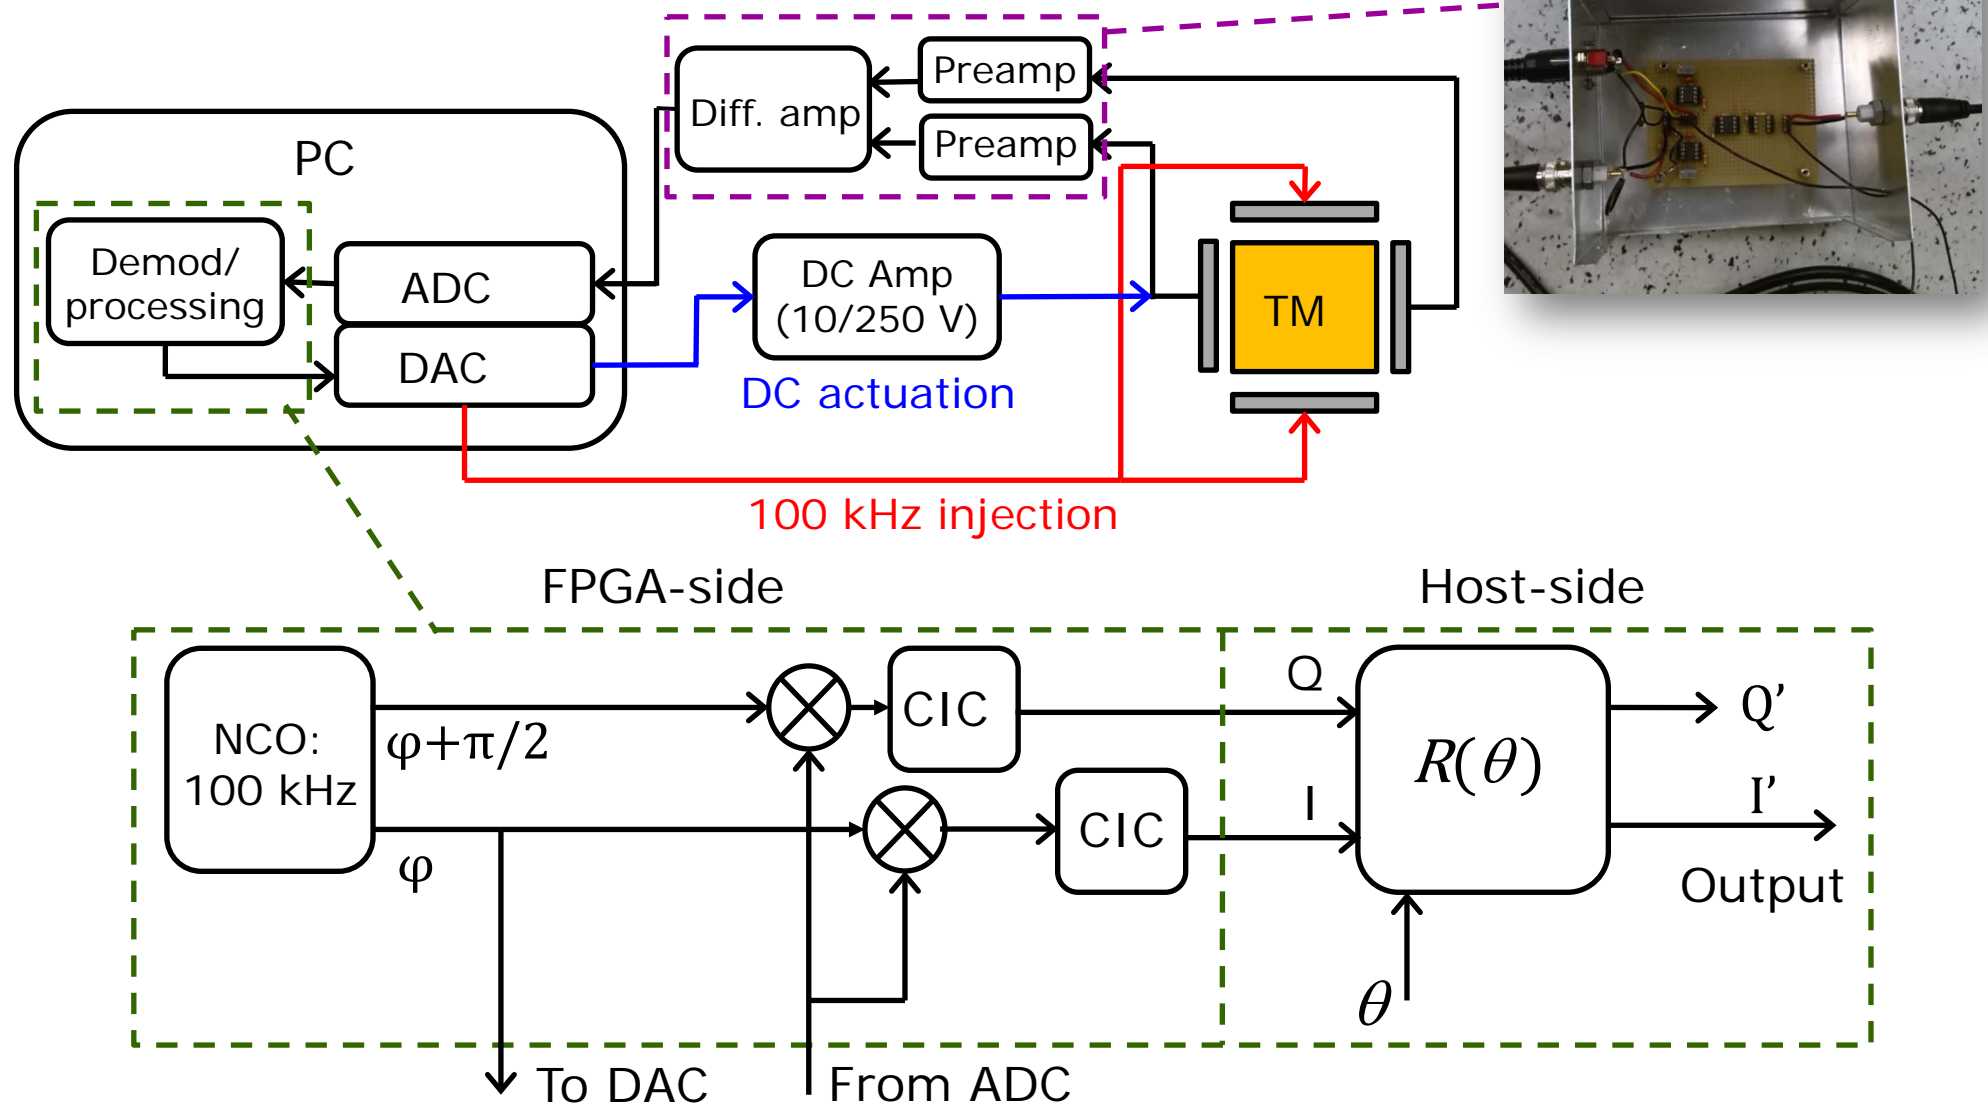 Preamp
Diff. amp
Preamp
PC
Demod/
processing
ADC
DAC
DC Amp
(10/250 V)
TM
DC actuation
100 kHz injection
FPGA-side
Host-side
NCO:
100 kHz
φ+π/2
φ
CIC
CIC
Q
I
R(θ)
Q’
I’
Output
θ
To DAC
From ADC